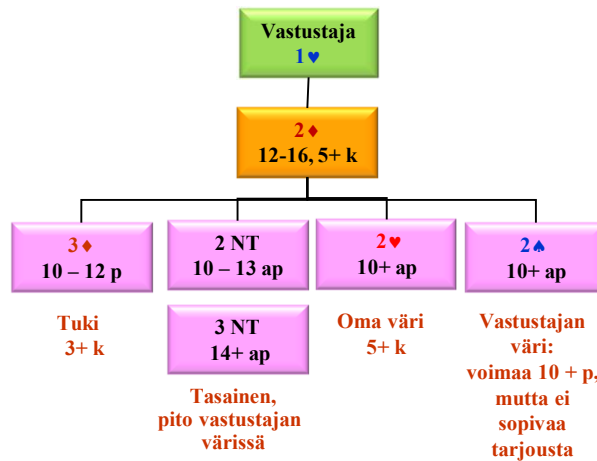 Vastustaja
1♥
2♦
12-16, 5+ k
3♦
10 – 12 p
2 NT
10 – 13 ap
2♥
10+ ap
2♠
10+ ap
3 NT
14+ ap
Tuki
3+ k
Tasainen,
pito vastustajan
värissä
Oma väri
5+ k
Vastustajan
väri:
voimaa 10 + p,
mutta ei
sopivaa
tarjousta